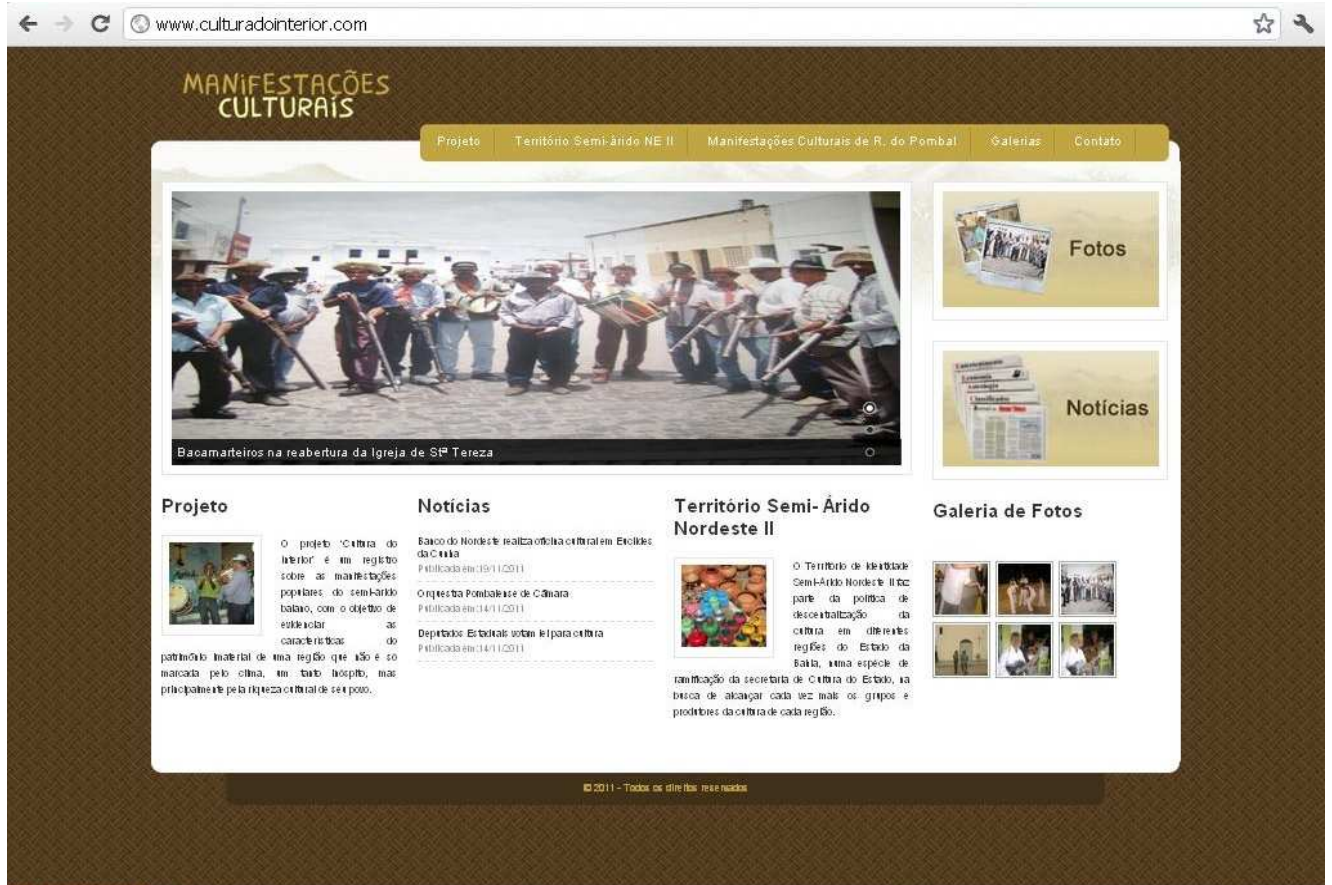 www.culturadointerior.com
MANIFESTAÇÕES
CULTURAIS
Projeto
Território Semi-árido NE II
Manifestações Culturais de R. do Pombal
Galerias
Contato
Fotos
Notícias
Bacamarteiros na reabertura da Igreja de Stª Tereza
Projeto
O projeto 'Cultura do
Interior' é um registro
sobre as manifestações
populares do semi-árido
baiano, com o objetivo de
evidenciar as
características do
patrimônio imaterial de uma região que não é só
marcada pelo clima, um tanto inóspito, mas
principalmente pela riqueza cultural de seu povo.
Notícias
Banco do Nordeste realiza oficina cultural em Euclides
da Cunha
Publicada em:19/11/2011
Orquestra Pombalense de Câmara
Publicada em:14/11/2011
Deputados Estaduais votam lei para cultura
Publicada em:14/11/2011
Território Semi-Árido
Nordeste II
O Território de Identidade
Semi-Árido Nordeste II faz
parte da política de
descentralização da
cultura em diferentes
regiões do Estado da
Bahia, numa espécie de
ramificação da secretaria de Cultura do Estado, na
busca de alcançar cada vez mais os grupos e
produtores da cultura de cada região.
Galeria de Fotos
© 2011 - Todos os direitos reservados